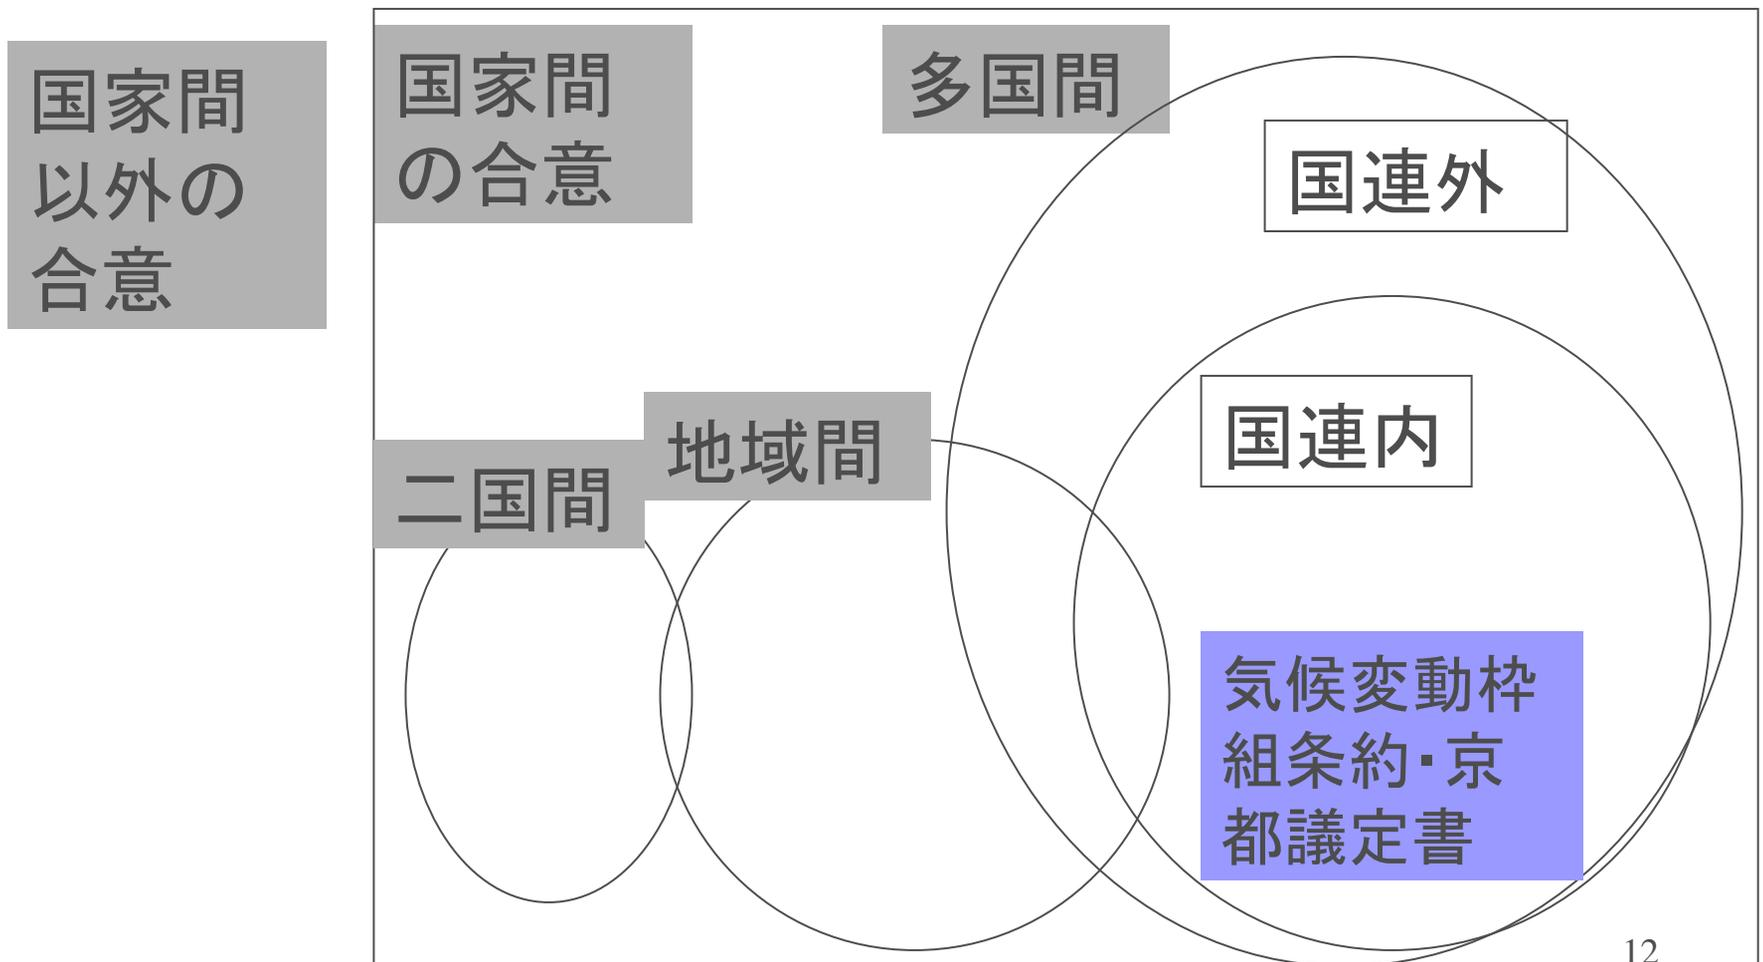 国家間
以外の
合意
国家間
の合意
多国間
国連外
国連内
地域間
二国間
気候変動枠
組条約・京
都議定書
12